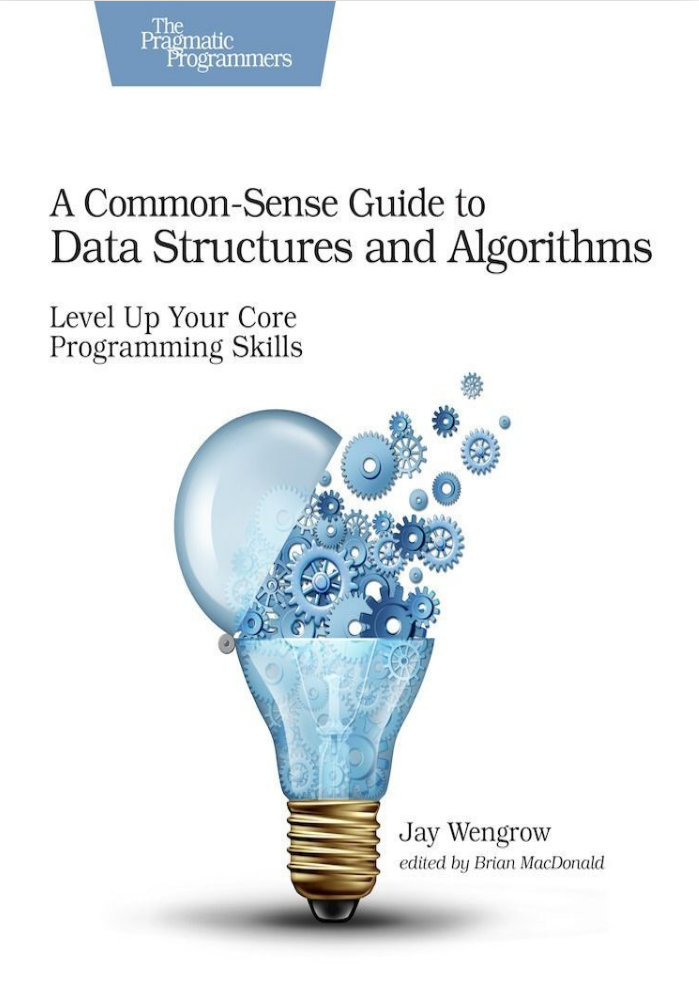 The
Pragmatic
Programmers
A Common-Sense Guide to
Data Structures and Algorithms
Level Up Your Core
Programming Skills
Jay Wengrow
edited by Brian MacDonald